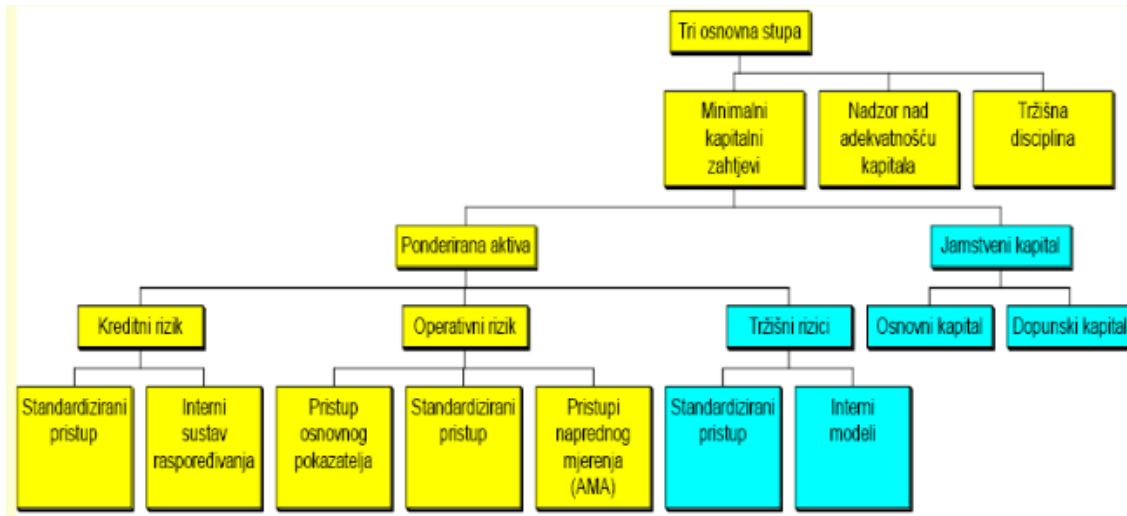 Tri osnovna stupa
Minimalni
kapitalni
zahtjevi
Nadzor nad
adekvatnošću
kapitala
Tržišna
disciplina
Ponderirana aktiva
Jamstveni kapital
Kreditni rizik
Operativni rizik
Tržišni rizici
Osnovni kapital
Dopunski kapital
Standardizirani
pristup
Interni
sustav
raspoređivanja
Pristup
osnovnog
pokazatelja
Standardizirani
pristup
Pristupi
naprednog
mjerenja
(AMA)
Standardizirani
pristup
Interni
modeli